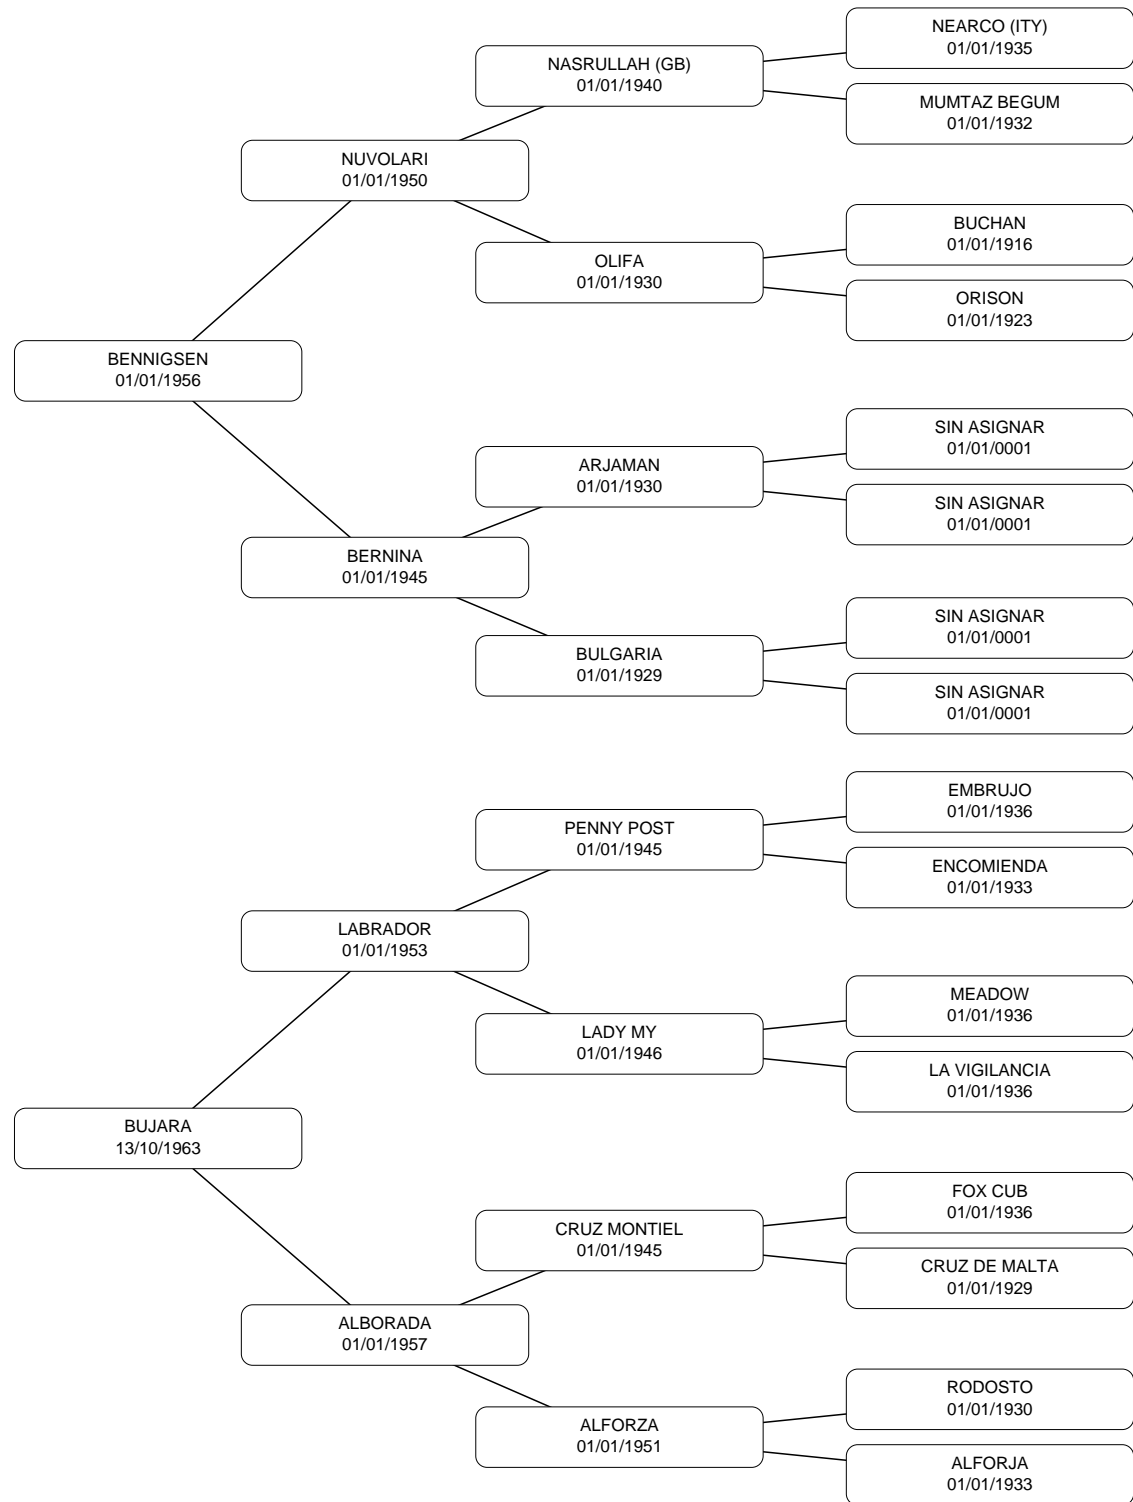 NEARCO (ITY)
01/01/1935
NASRULLAH (GB)
01/01/1940
MUMTAZ BEGUM
01/01/1932
NUVOLARI
01/01/1950
BUCHAN
01/01/1916
OLIFA
01/01/1930
ORISON
01/01/1923
BENNIGSEN
01/01/1956
SIN ASIGNAR
01/01/0001
ARJAMAN
01/01/1930
SIN ASIGNAR
01/01/0001
BERNINA
01/01/1945
SIN ASIGNAR
01/01/0001
BULGARIA
01/01/1929
SIN ASIGNAR
01/01/0001
EMBRUJO
01/01/1936
PENNY POST
01/01/1945
ENCOMIENDA
01/01/1933
LABRADOR
01/01/1953
MEADOW
01/01/1936
LADY MY
01/01/1946
LA VIGILANCIA
01/01/1936
BUJARA
13/10/1963
FOX CUB
01/01/1936
CRUZ MONTIEL
01/01/1945
CRUZ DE MALTA
01/01/1929
ALBORADA
01/01/1957
RODOSTO
01/01/1930
ALFORZA
01/01/1951
ALFORJA
01/01/1933